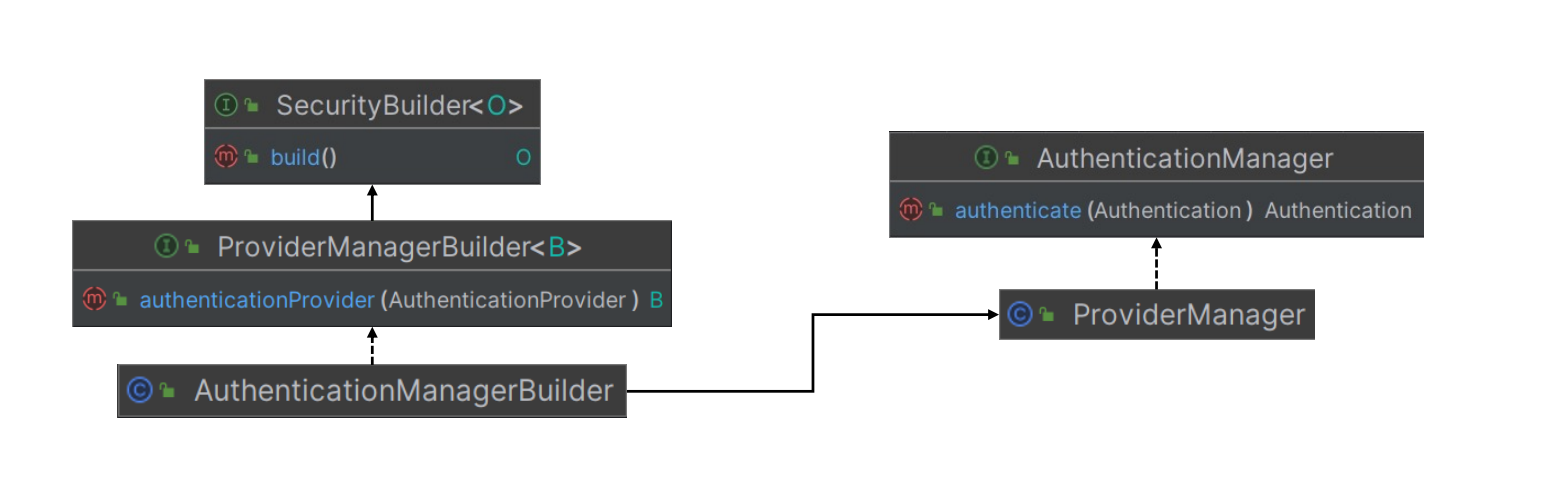 SecurityBuilder<O>
build() O
ProviderManagerBuilder<B>
authenticationProvider (AuthenticationProvider ) B
AuthenticationManagerBuilder
AuthenticationManager
authenticate (Authentication ) Authentication
ProviderManager